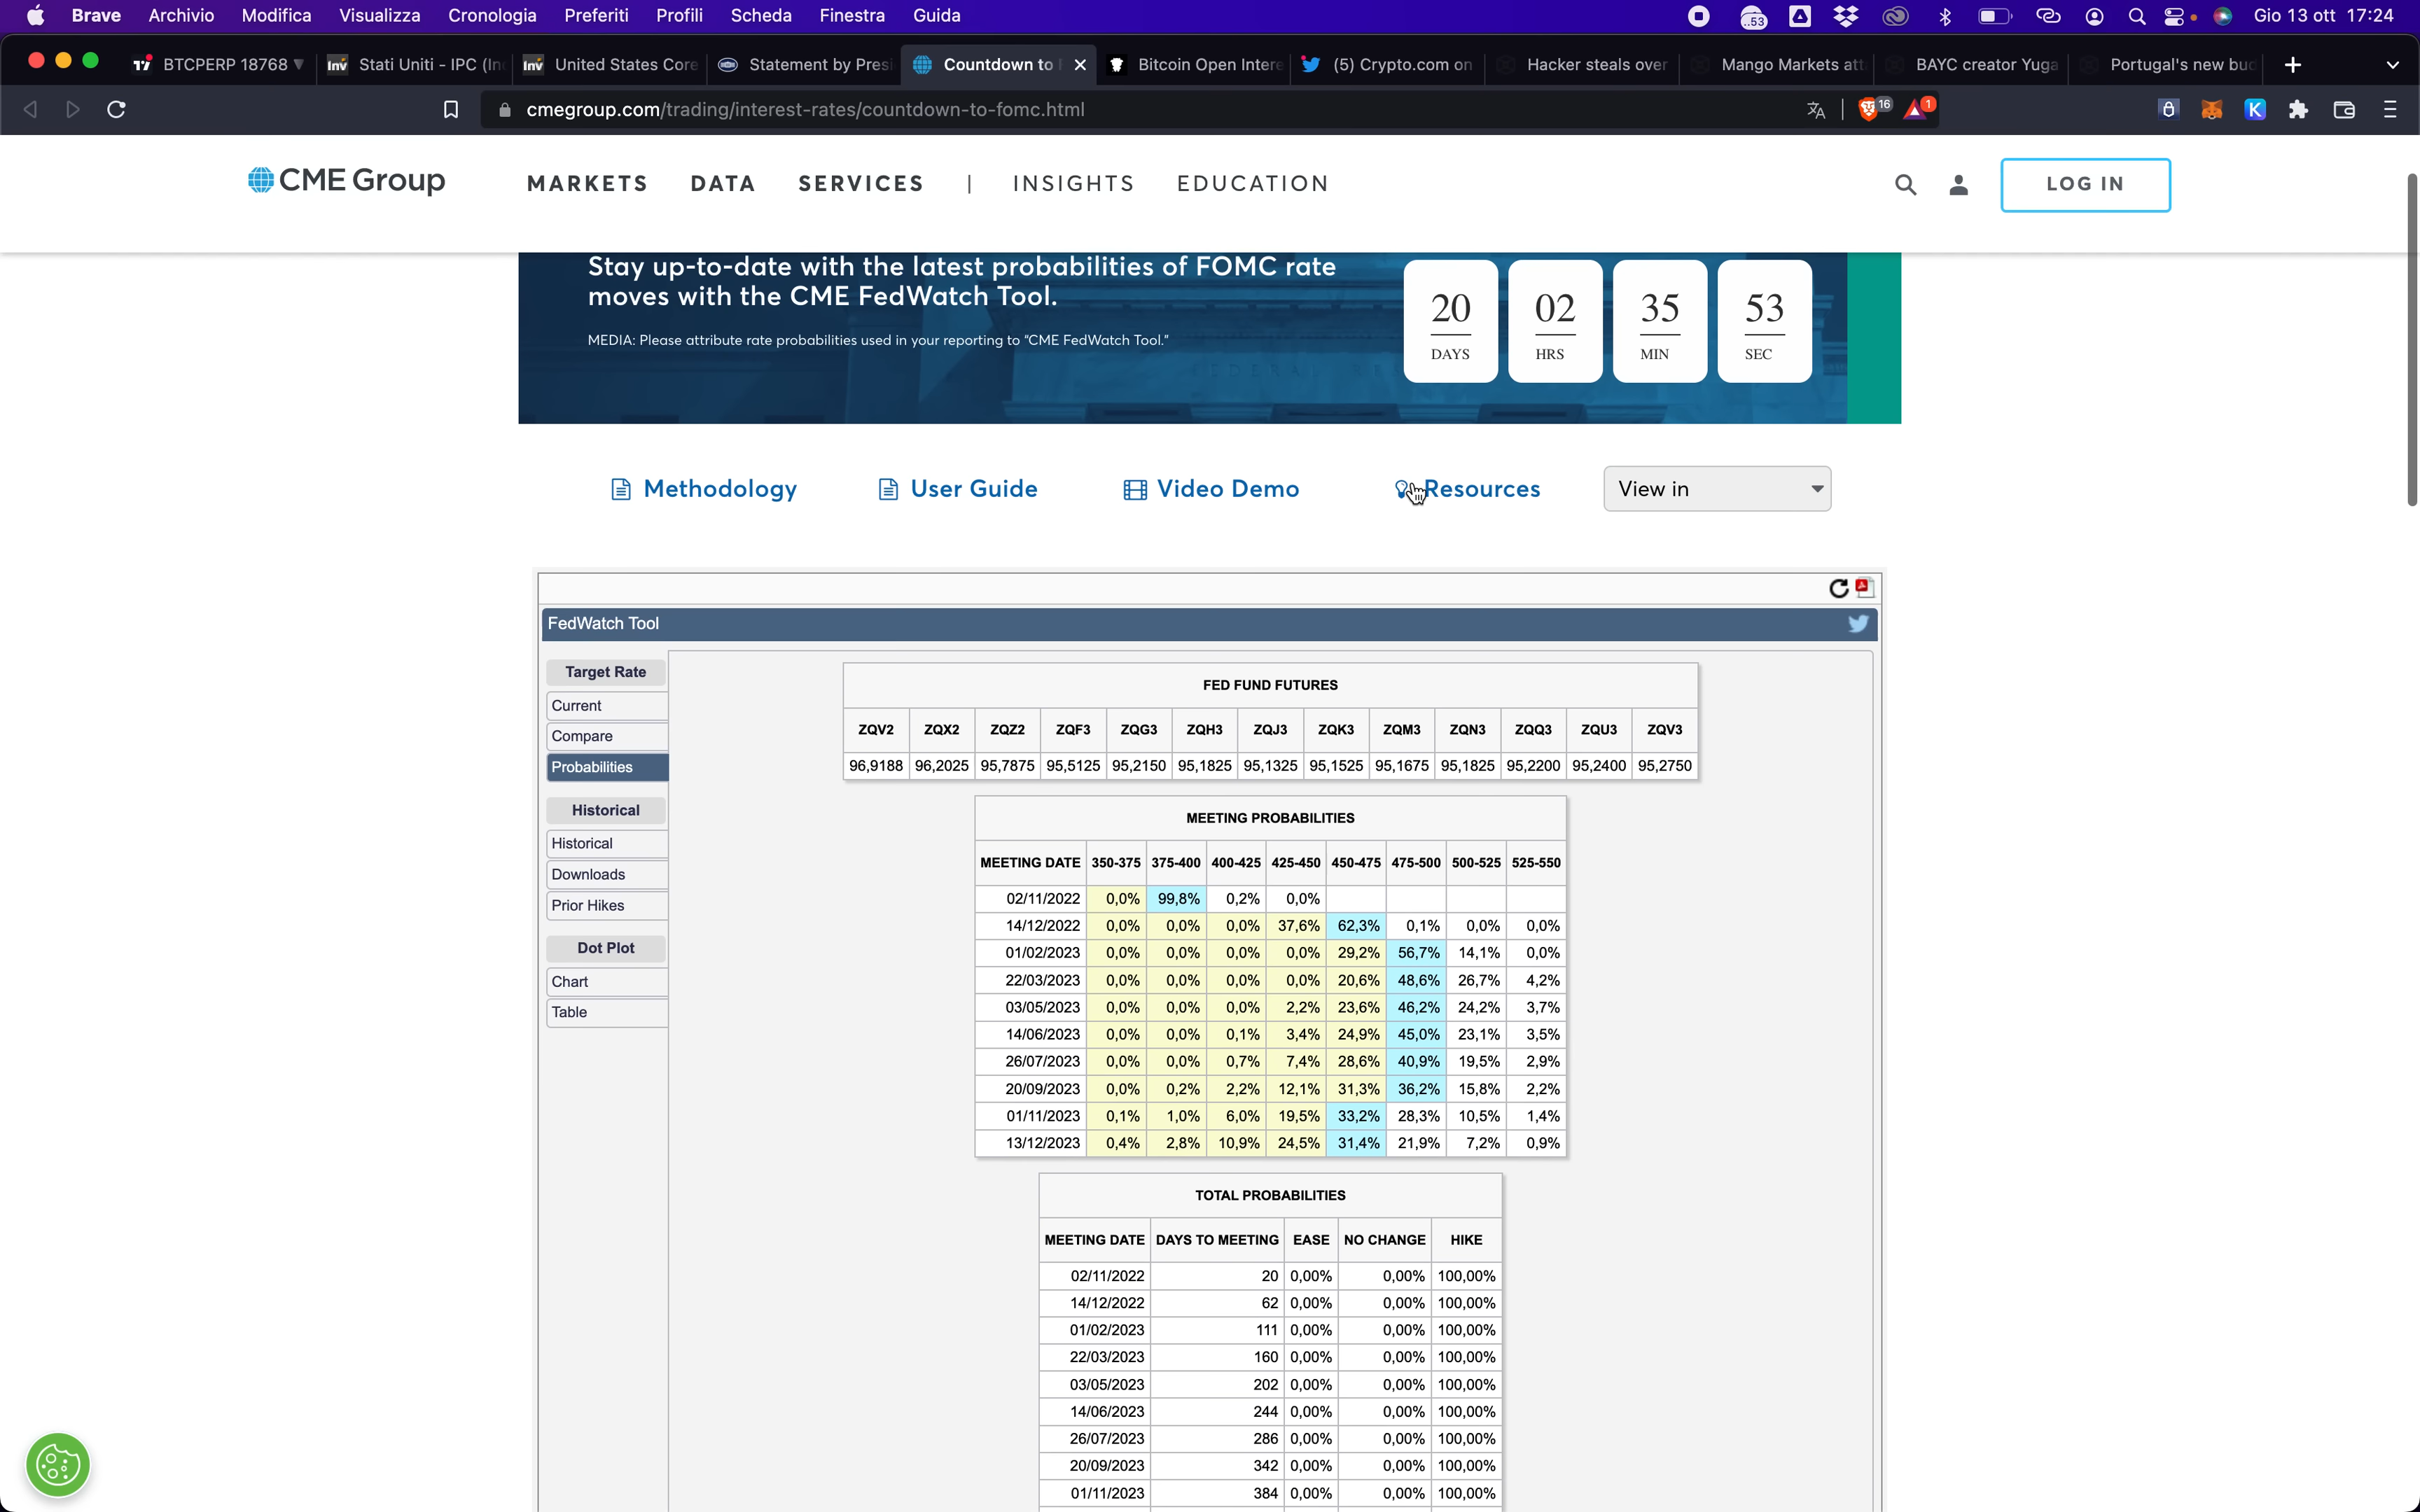 Brave Archivio Modifica Visualizza Cronologia Preferiti Profili Scheda Finestra Guida ..53 Gio 13 ott 17:24
BTCPERP 18768 Stati Uniti - IPC (In United States Core Statement by Presi Countdown to Bitcoin Open Intere (5) Crypto.com on Hacker steals over Mango Markets att BAYC creator Yuga Portugal's new bud
cmegroup.com/trading/interest-rates/countdown-to-fomc.html 16 1
CME Group MARKETS DATA SERVICES | INSIGHTS EDUCATION LOG IN
Stay up-to-date with the latest probabilities of FOMC rate
moves with the CME FedWatch Tool.
MEDIA: Please attribute rate probabilities used in your reporting to “CME FedWatch Tool.”
20 02 35 53
DAYS HRS MIN SEC
Methodology User Guide Video Demo Resources View in
FedWatch Tool
Target Rate
Current
Compare
Probabilities
Historical
Historical
Downloads
Prior Hikes
Dot Plot
Chart
Table
FED FUND FUTURES
ZQV2 ZQX2 ZQZ2 ZQF3 ZQG3 ZQH3 ZQJ3 ZQK3 ZQM3 ZQN3 ZQQ3 ZQU3 ZQV3
96,9188 96,2025 95,7875 95,5125 95,2150 95,1825 95,1325 95,1525 95,1675 95,1825 95,2200 95,2400 95,2750
MEETING PROBABILITIES
MEETING DATE 350-375 375-400 400-425 425-450 450-475 475-500 500-525 525-550
02/11/2022 0,0% 99,8% 0,2% 0,0%
14/12/2022 0,0% 0,0% 0,0% 37,6% 62,3% 0,1% 0,0% 0,0%
01/02/2023 0,0% 0,0% 0,0% 0,0% 29,2% 56,7% 14,1% 0,0%
22/03/2023 0,0% 0,0% 0,0% 0,0% 20,6% 48,6% 26,7% 4,2%
03/05/2023 0,0% 0,0% 0,0% 2,2% 23,6% 46,2% 24,2% 3,7%
14/06/2023 0,0% 0,0% 0,1% 3,4% 24,9% 45,0% 23,1% 3,5%
26/07/2023 0,0% 0,0% 0,7% 7,4% 28,6% 40,9% 19,5% 2,9%
20/09/2023 0,0% 0,2% 2,2% 12,1% 31,3% 36,2% 15,8% 2,2%
01/11/2023 0,1% 1,0% 6,0% 19,5% 33,2% 28,3% 10,5% 1,4%
13/12/2023 0,4% 2,8% 10,9% 24,5% 31,4% 21,9% 7,2% 0,9%
TOTAL PROBABILITIES
MEETING DATE DAYS TO MEETING EASE NO CHANGE HIKE
02/11/2022 20 0,00% 0,00% 100,00%
14/12/2022 62 0,00% 0,00% 100,00%
01/02/2023 111 0,00% 0,00% 100,00%
22/03/2023 160 0,00% 0,00% 100,00%
03/05/2023 202 0,00% 0,00% 100,00%
14/06/2023 244 0,00% 0,00% 100,00%
26/07/2023 286 0,00% 0,00% 100,00%
20/09/2023 342 0,00% 0,00% 100,00%
01/11/2023 384 0,00% 0,00% 100,00%